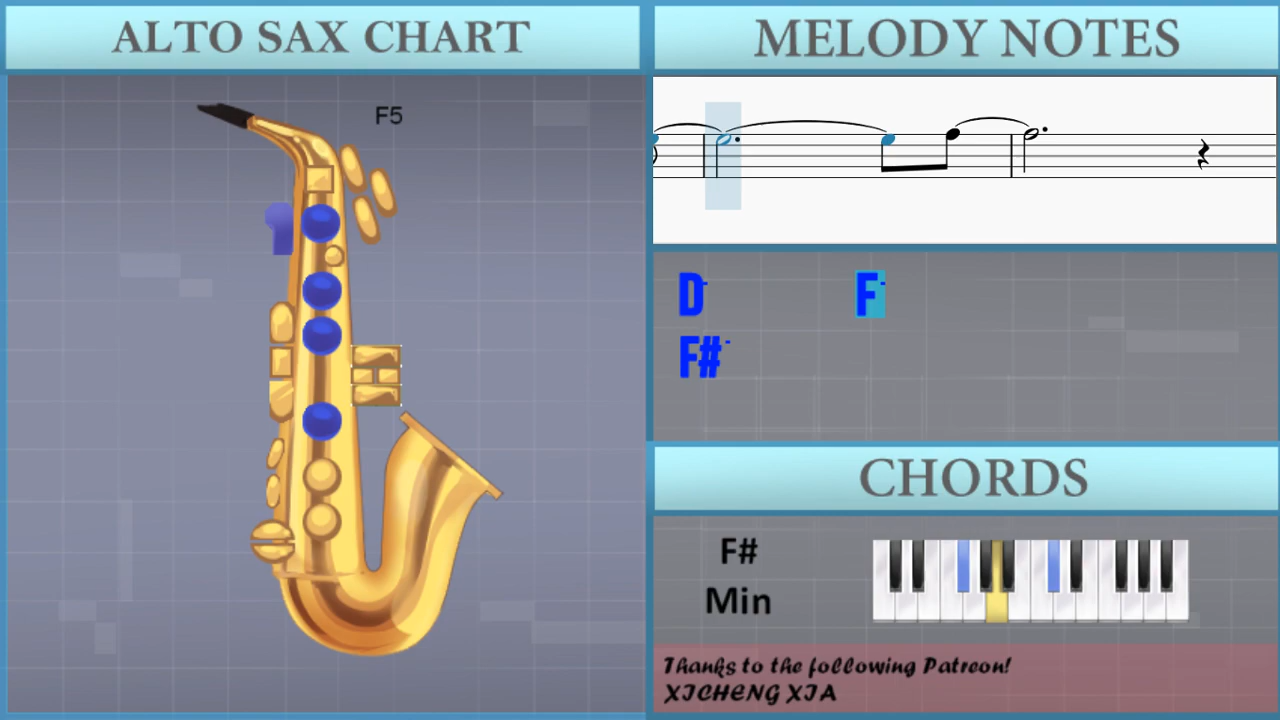 ALTO SAX CHART
F5
MELODY NOTES
D- F-
F#-
CHORDS
F#
Min
Thanks to the following Patreon!
XICHENG XIA